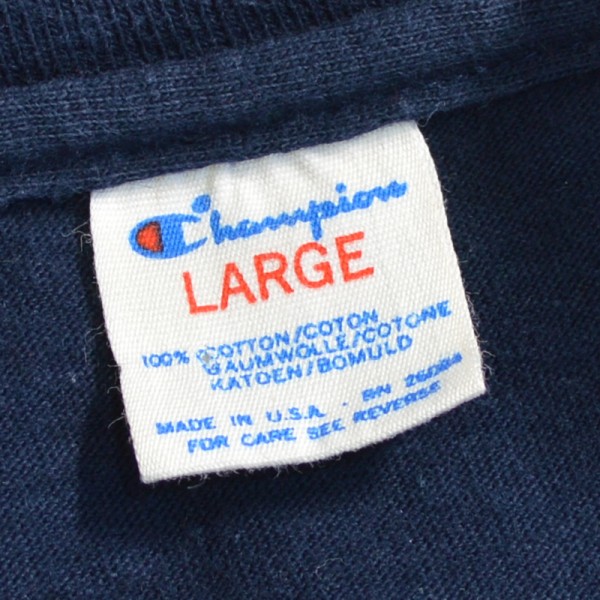 Champion
LARGE
100% COTTON/COTON
BAUMWOLLE/COTONE
KATOEN/BOMULD
MADE IN U.S.A. · RN 26094
FOR CARE SEE REVERSE